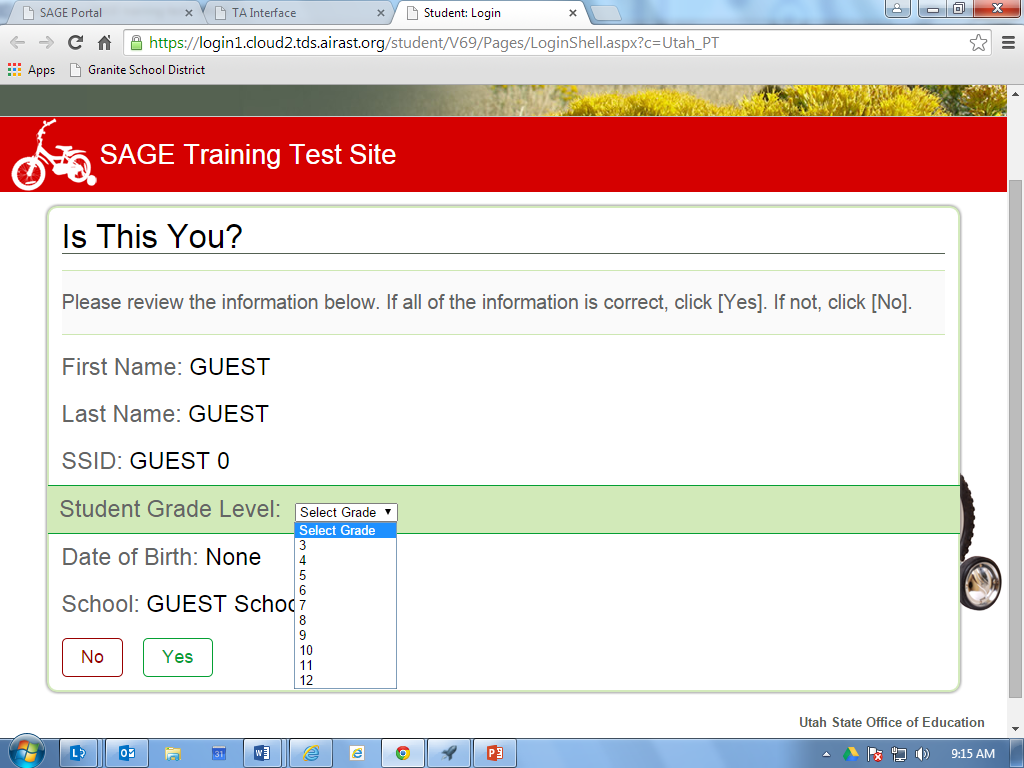 SAGE Portal
TA Interface
Student: Login
https://login1.cloud2.tds.airast.org/student/V69/Pages/LoginShell.aspx?c=Utah_PT
Apps
Granite School District
SAGE Training Test Site
Is This You?
Please review the information below. If all of the information is correct, click [Yes]. If not, click [No].
First Name: GUEST
Last Name: GUEST
SSID: GUEST 0
Student Grade Level: Select Grade
Select Grade
3
4
5
6
7
8
9
10
11
12
Date of Birth: None
School: GUEST Schoo
No
Yes
Utah State Office of Education
9:15 AM